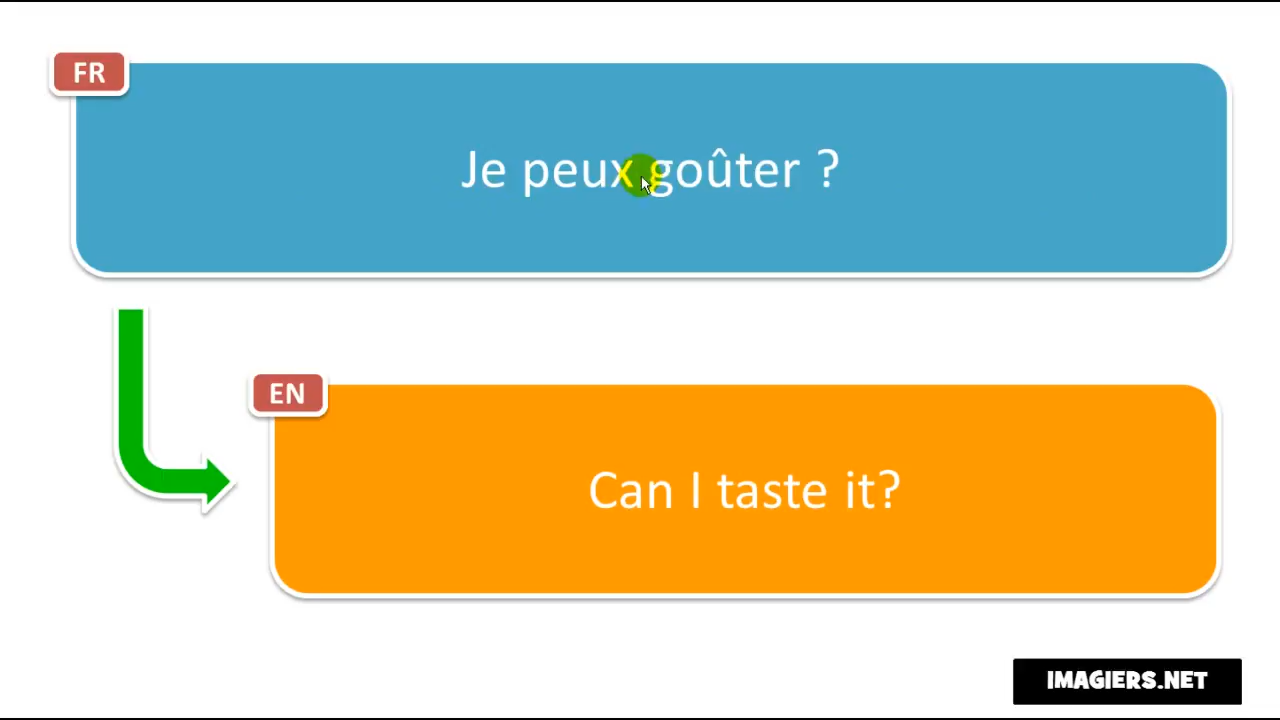 FR
Je peux goûter ?
EN
Can I taste it?
IMAGIERS.NET